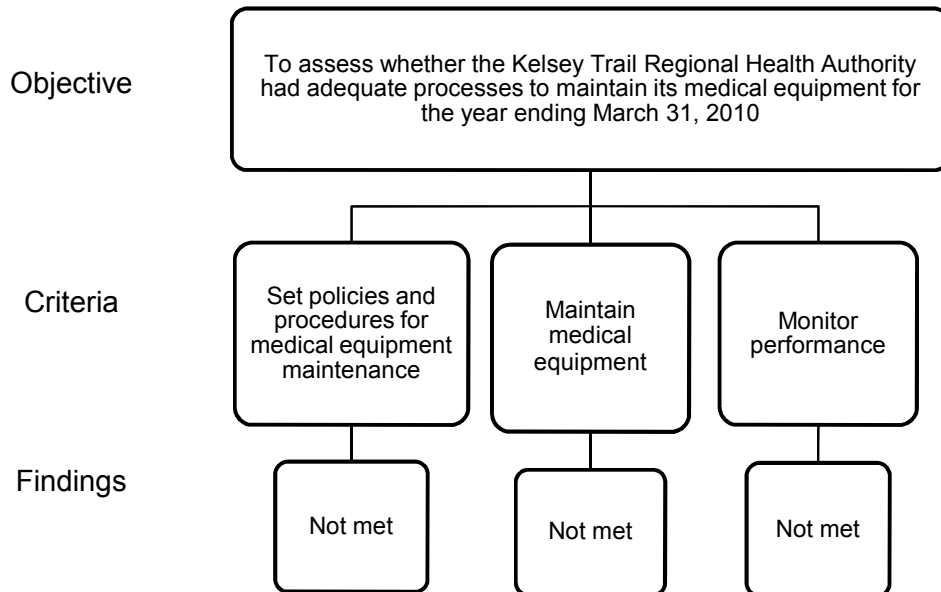 Objective
To assess whether the Kelsey Trail Regional Health Authority
had adequate processes to maintain its medical equipment for
the year ending March 31, 2010
Criteria
Set policies and
procedures for
medical equipment
maintenance
Maintain
medical
equipment
Monitor
performance
Findings
Not met
Not met
Not met